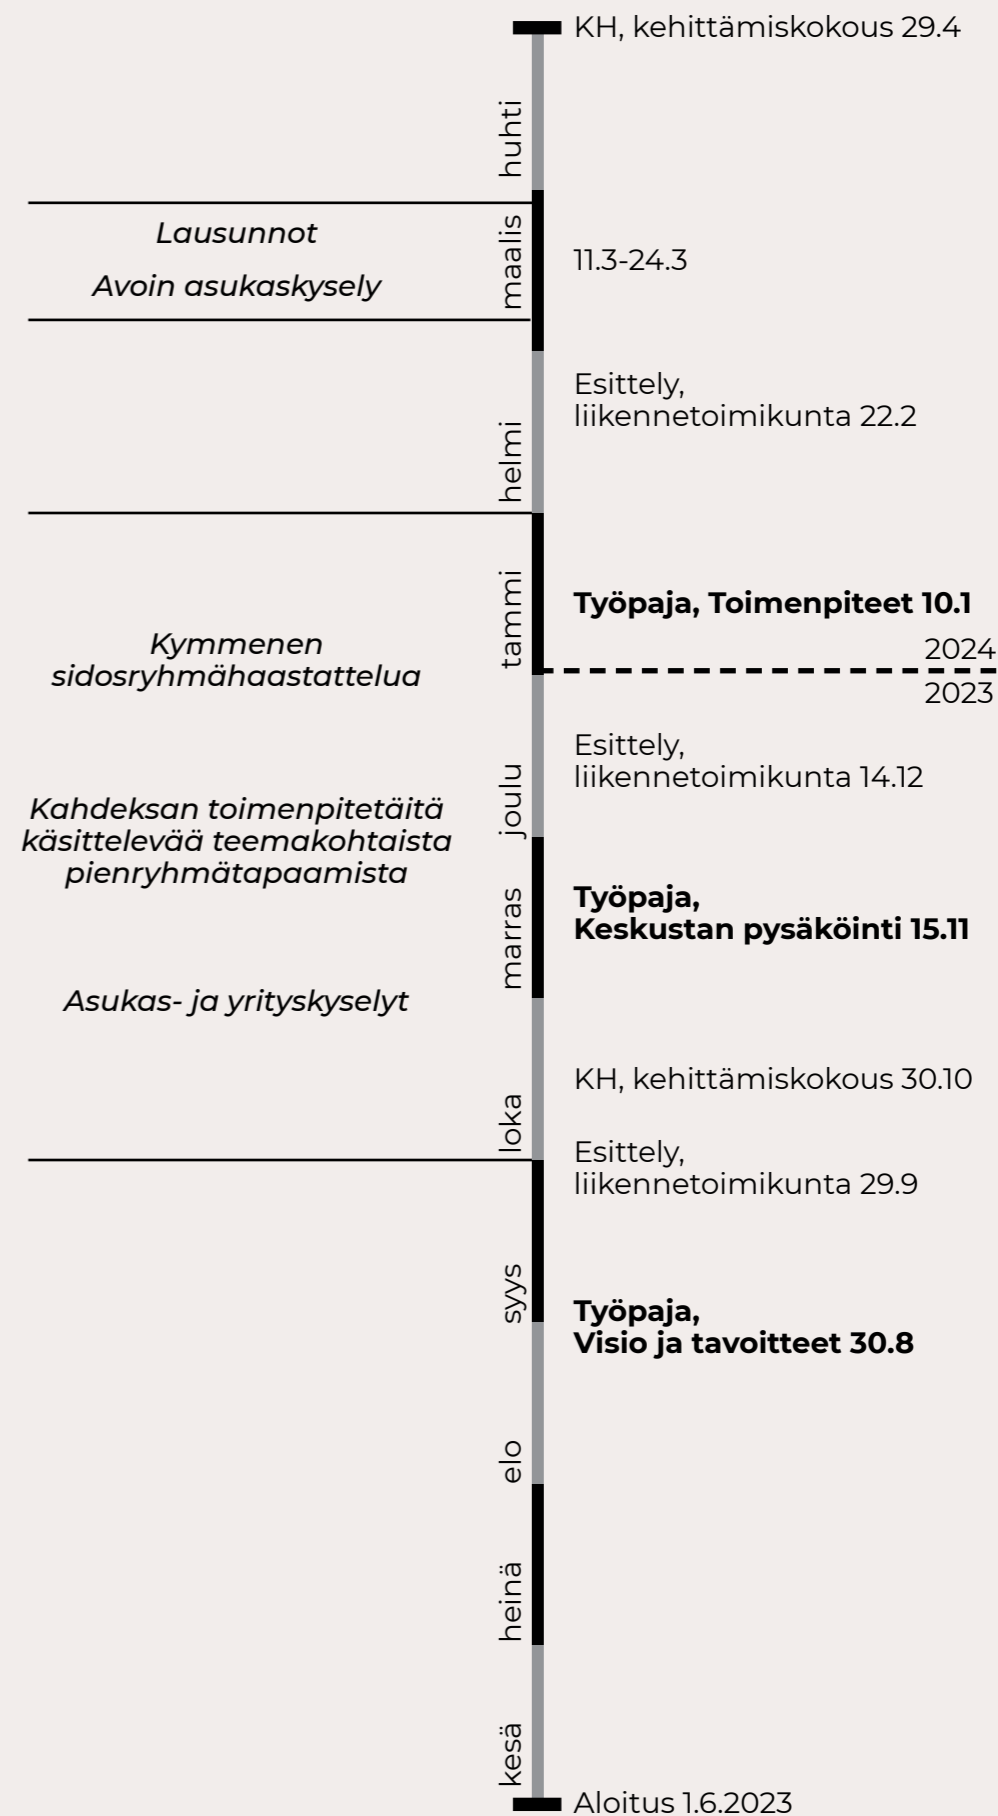 KH, kehittämiskokous 29.4
huhti
Lausunnot
Avoin asukaskysely
maalis
11.3-24.3
Esittely,
liikennetoimikunta 22.2
helmi
tammi
Työpaja, Toimenpiteet 10.1
2024
2023
Kymmenen
sidosryhmähaastattelua
Esittely,
liikennetoimikunta 14.12
joulu
Kahdeksan toimenpitetäitä
käsittelevää teemakohtaista
pienryhmätapaamista
marras
Työpaja,
Keskustan pysäköinti 15.11
Asukas- ja yrityskyselyt
KH, kehittämiskokous 30.10
loka
Esittely,
liikennetoimikunta 29.9
syys
Työpaja,
Visio ja tavoitteet 30.8
elo
heinä
kesä
Aloitus 1.6.2023